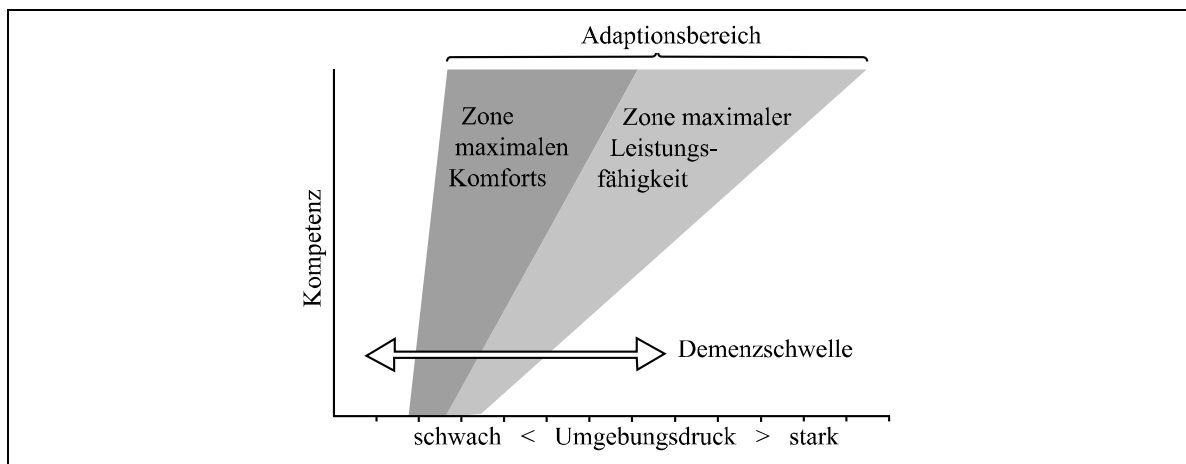 Adaptionsbereich
Zone
maximalen
Komforts
Zone maximaler
Leistungs-
fähigkeit
Kompetenz
Demenzschwelle
schwach < Umgebungsdruck > stark